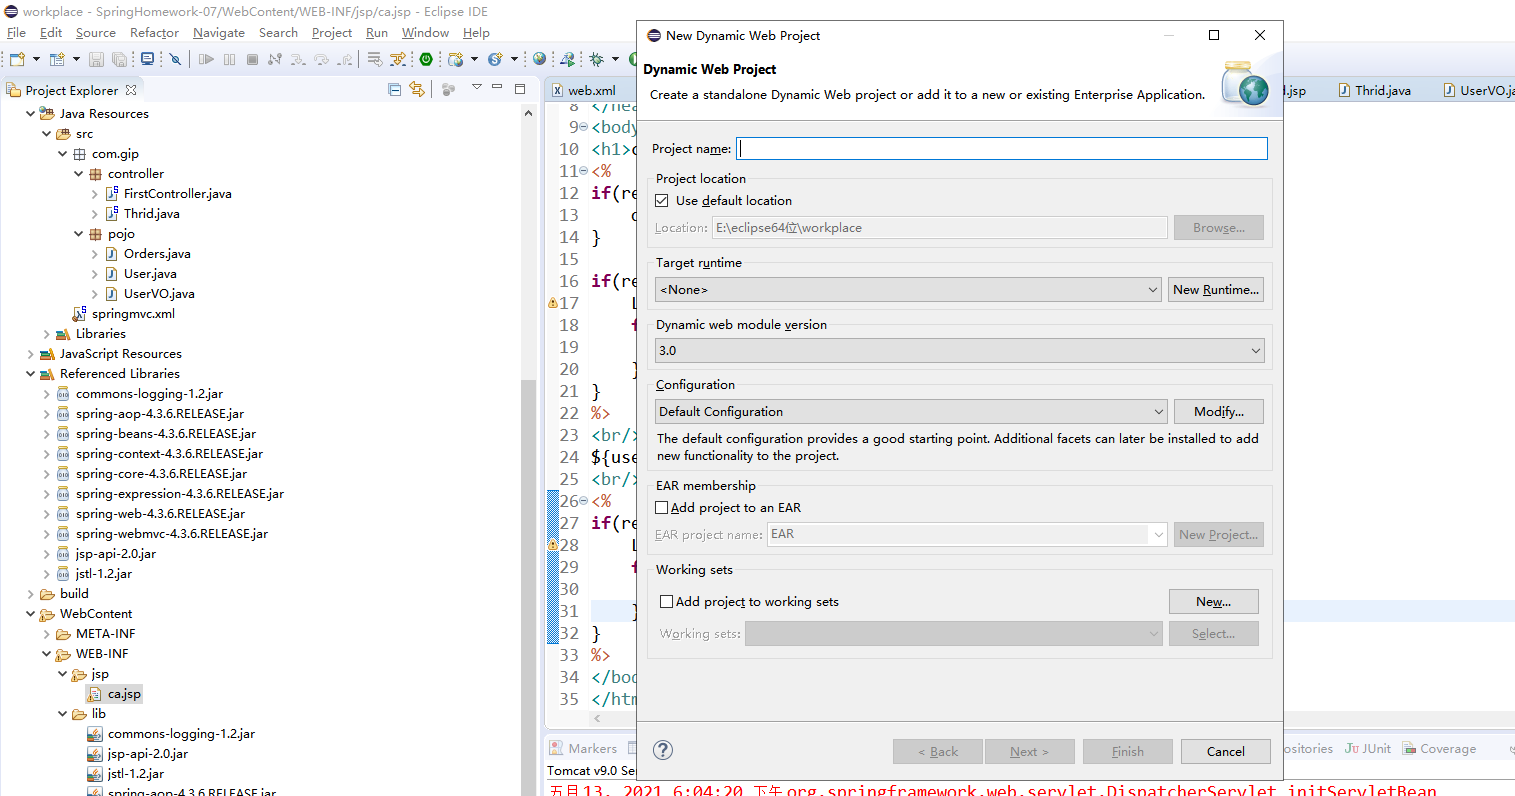 workplace - SpringHomework-07/WebContent/WEB-INF/jsp/ca.jsp - Eclipse IDE
File Edit Source Refactor Navigate Search Project Run Window Help
Project Explorer
Java Resources
src
com.gip
controller
FirstController.java
Thrid.java
pojo
Orders.java
User.java
UserVO.java
springmvc.xml
Libraries
JavaScript Resources
Referenced Libraries
commons-logging-1.2.jar
spring-aop-4.3.6.RELEASE.jar
spring-beans-4.3.6.RELEASE.jar
spring-context-4.3.6.RELEASE.jar
spring-core-4.3.6.RELEASE.jar
spring-expression-4.3.6.RELEASE.jar
spring-web-4.3.6.RELEASE.jar
spring-webmvc-4.3.6.RELEASE.jar
jsp-api-2.0.jar
jstl-1.2.jar
build
WebContent
META-INF
WEB-INF
jsp
ca.jsp
lib
commons-logging-1.2.jar
jsp-api-2.0.jar
jstl-1.2.jar
spring-aop-4.3.6.RELEASE.jar
web.xml
d.jsp
Thrid.java
UserVO.ja
8 </hea
9 <body
10 <h1>c
11 <%
12 if(re
13
14 }
15
16 if(re
17 L
18 f
19
20 }
21 }
22 %>
23 <br/>
24 ${use
25 <br/>
26 <%
27 if(re
28 L
29 f
30
31 }
32 }
33 %>
34 </bod
35 </htm
New Dynamic Web Project
Dynamic Web Project
Create a standalone Dynamic Web project or add it to a new or existing Enterprise Application.
Project name:
Project location
Use default location
Location: E:\eclipse64位\workplace Browse...
Target runtime
<None> New Runtime...
Dynamic web module version
3.0
Configuration
Default Configuration Modify...
The default configuration provides a good starting point. Additional facets can later be installed to add
new functionality to the project.
EAR membership
Add project to an EAR
EAR project name: EAR New Project...
Working sets
Add project to working sets New...
Working sets: Select...
< Back Next > Finish Cancel
Markers
ositories JUnit Coverage
Tomcat v9.0 Se
五月 13, 2021 6:04:20 下午 org.springframework.web.servlet.DispatcherServlet initServletBean